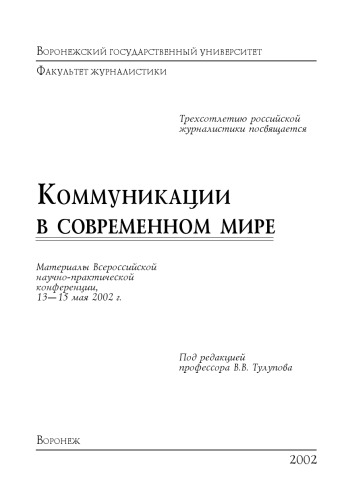 Воронежский государственный университет
Факультет журналистики
Трехсотлетию российской
журналистики посвящается
Коммуникации
в современном мире
Материалы Всероссийской
научно-практической
конференции,
13—15 мая 2002 г.
Под редакцией
профессора В.В. Тулупова
Воронеж
2002